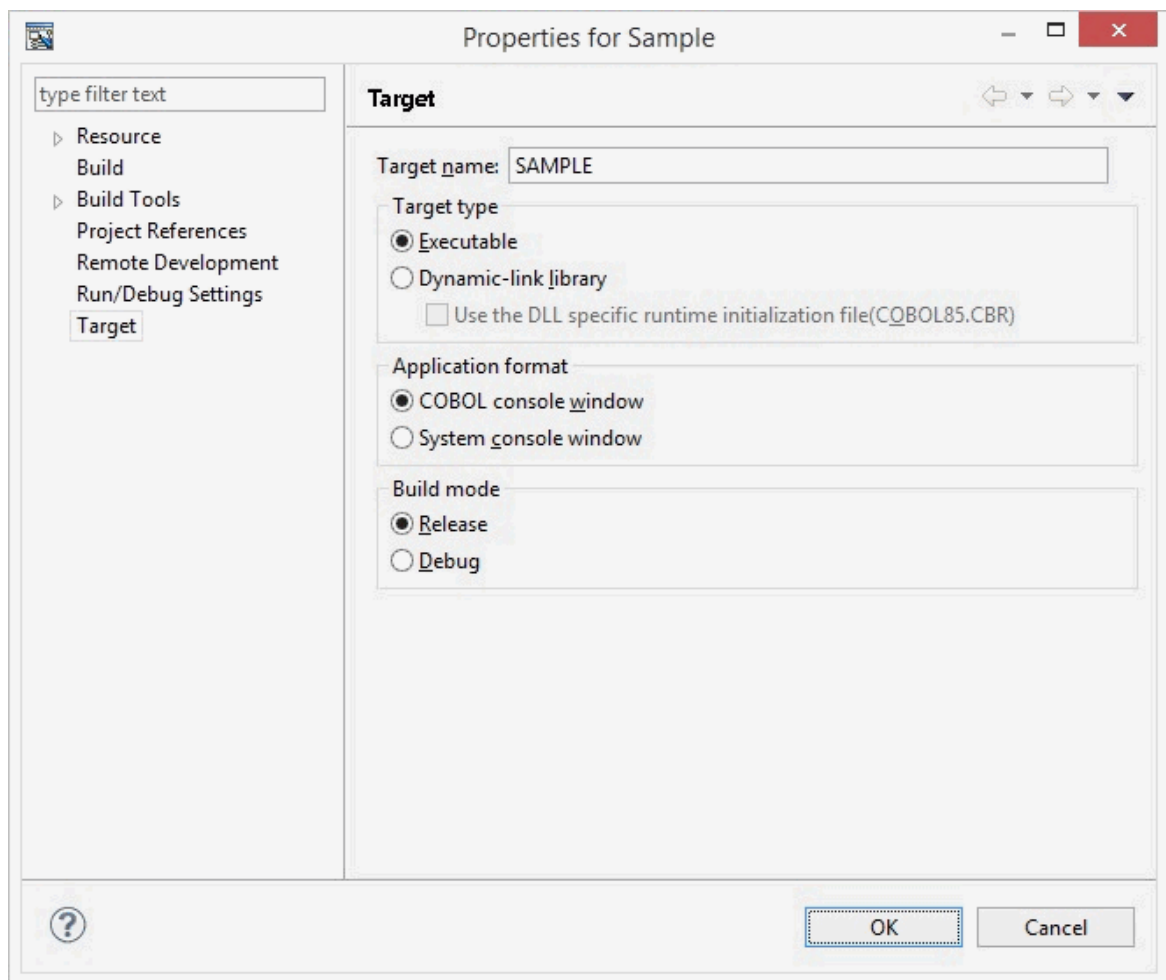 Properties for Sample
type filter text
Resource
Build
Build Tools
Project References
Remote Development
Run/Debug Settings
Target
Target
Target name: SAMPLE
Target type
Executable
Dynamic-link library
Use the DLL specific runtime initialization file(COBOL85.CBR)
Application format
COBOL console window
System console window
Build mode
Release
Debug
?
OK
Cancel